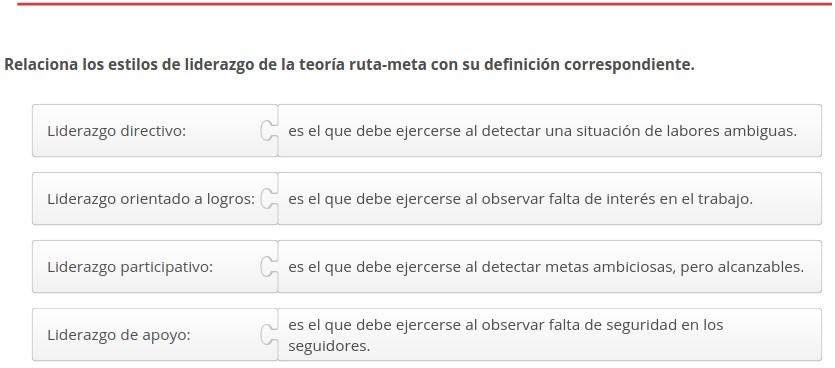 Relaciona los estilos de liderazgo de la teoría ruta-meta con su definición correspondiente.
Liderazgo directivo: es el que debe ejercerse al detectar una situación de labores ambiguas.
Liderazgo orientado a logros: es el que debe ejercerse al observar falta de interés en el trabajo.
Liderazgo participativo: es el que debe ejercerse al detectar metas ambiciosas, pero alcanzables.
Liderazgo de apoyo: es el que debe ejercerse al observar falta de seguridad en los
seguidores.